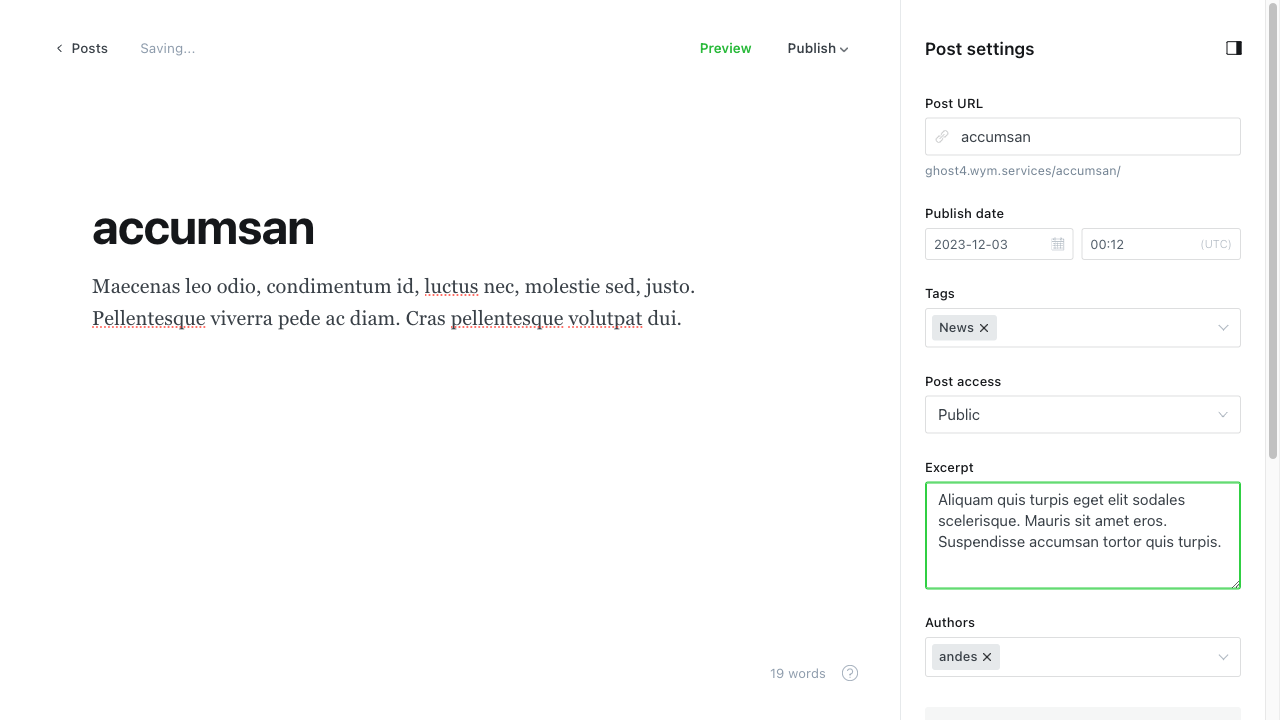 Posts
Saving...
Preview
Publish
accumsan
Maecenas leo odio, condimentum id, luctus nec, molestie sed, justo.
Pellentesque viverra pede ac diam. Cras pellentesque volutpat dui.
19 words
?
Post settings
Post URL
accumsan
ghost4.wym.services/accumsan/
Publish date
2023-12-03
00:12
(UTC)
Tags
News
Post access
Public
Excerpt
Aliquam quis turpis eget elit sodales
scelerisque. Mauris sit amet eros.
Suspendisse accumsan tortor quis turpis.
Authors
andes